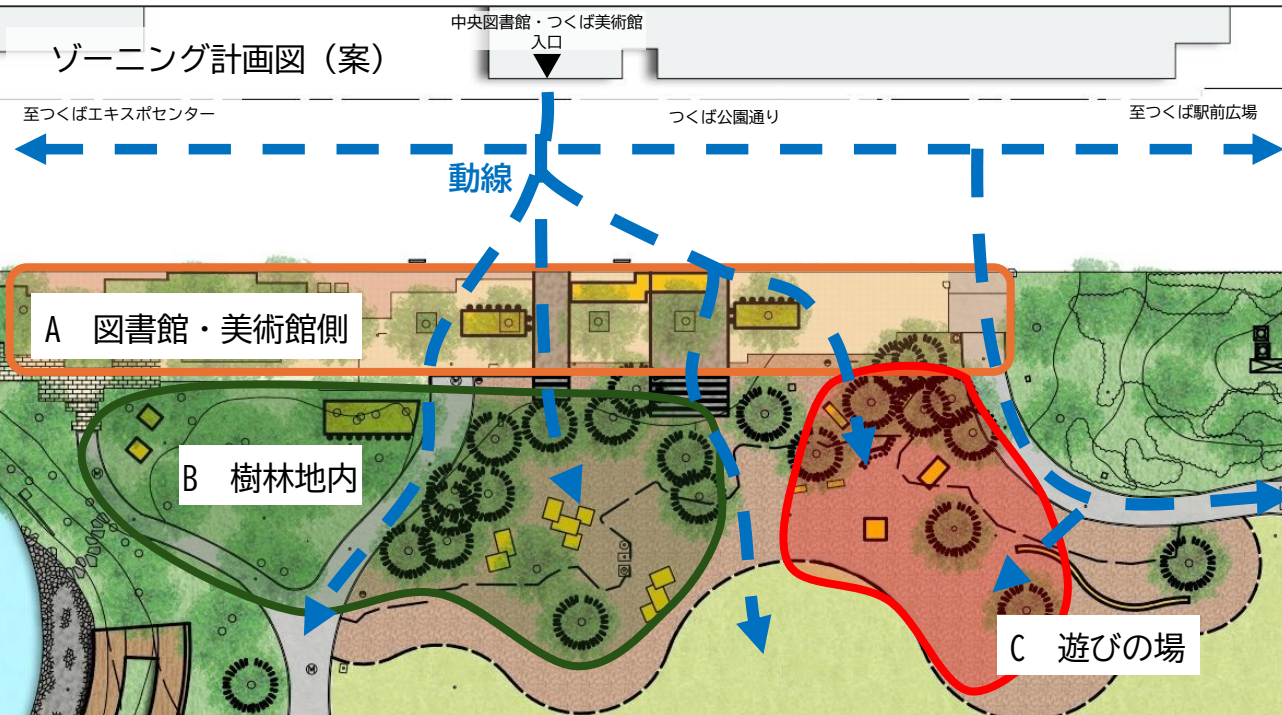 中央図書館・つくば美術館
入口
ゾーニング計画図（案）
至つくばエキスポセンター
つくば公園通り
至つくば駅前広場
動線
A　図書館・美術館側
B　樹林地内
C　遊びの場